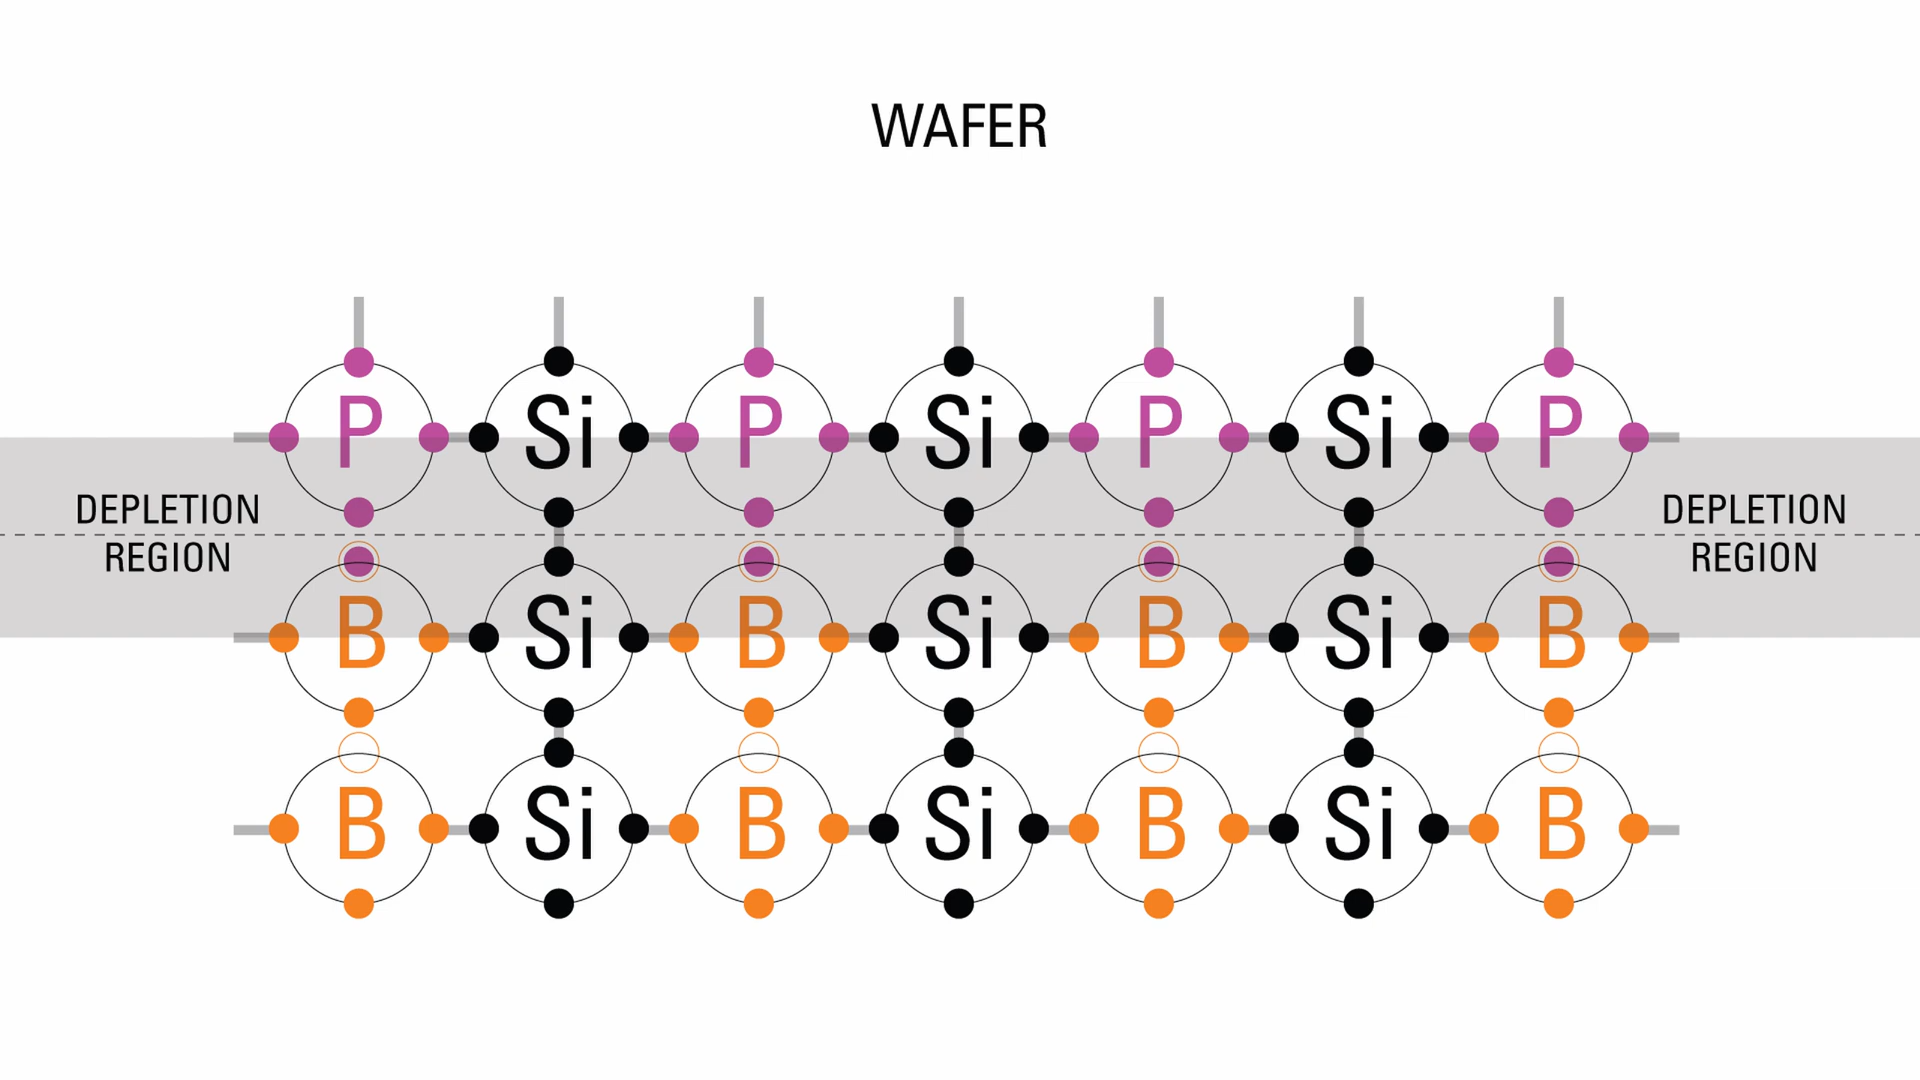 WAFER
P Si P Si P Si P
DEPLETION
REGION
DEPLETION
REGION
B Si B Si B Si B
B Si B Si B Si B